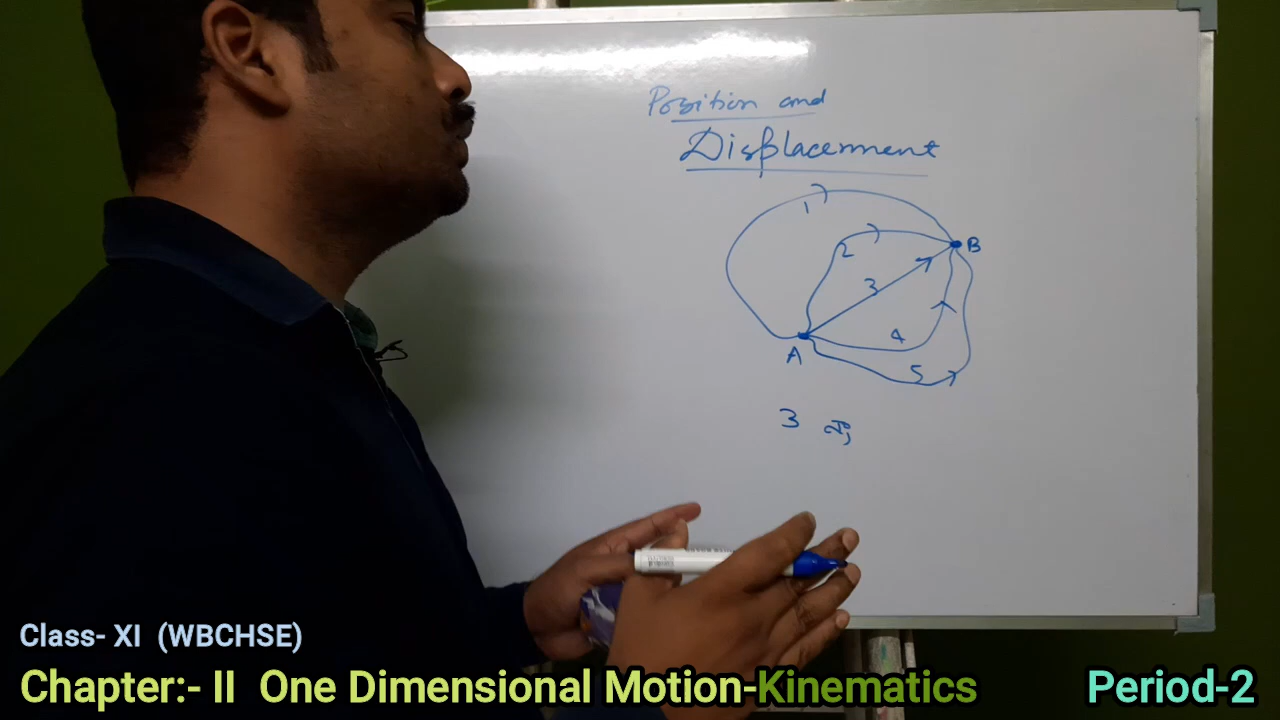 Position and
Displacement
1
2
B
3
4
A
5
3 নং
Class- XI (WBCHSE)
Chapter:- II One Dimensional Motion-Kinematics
Period-2